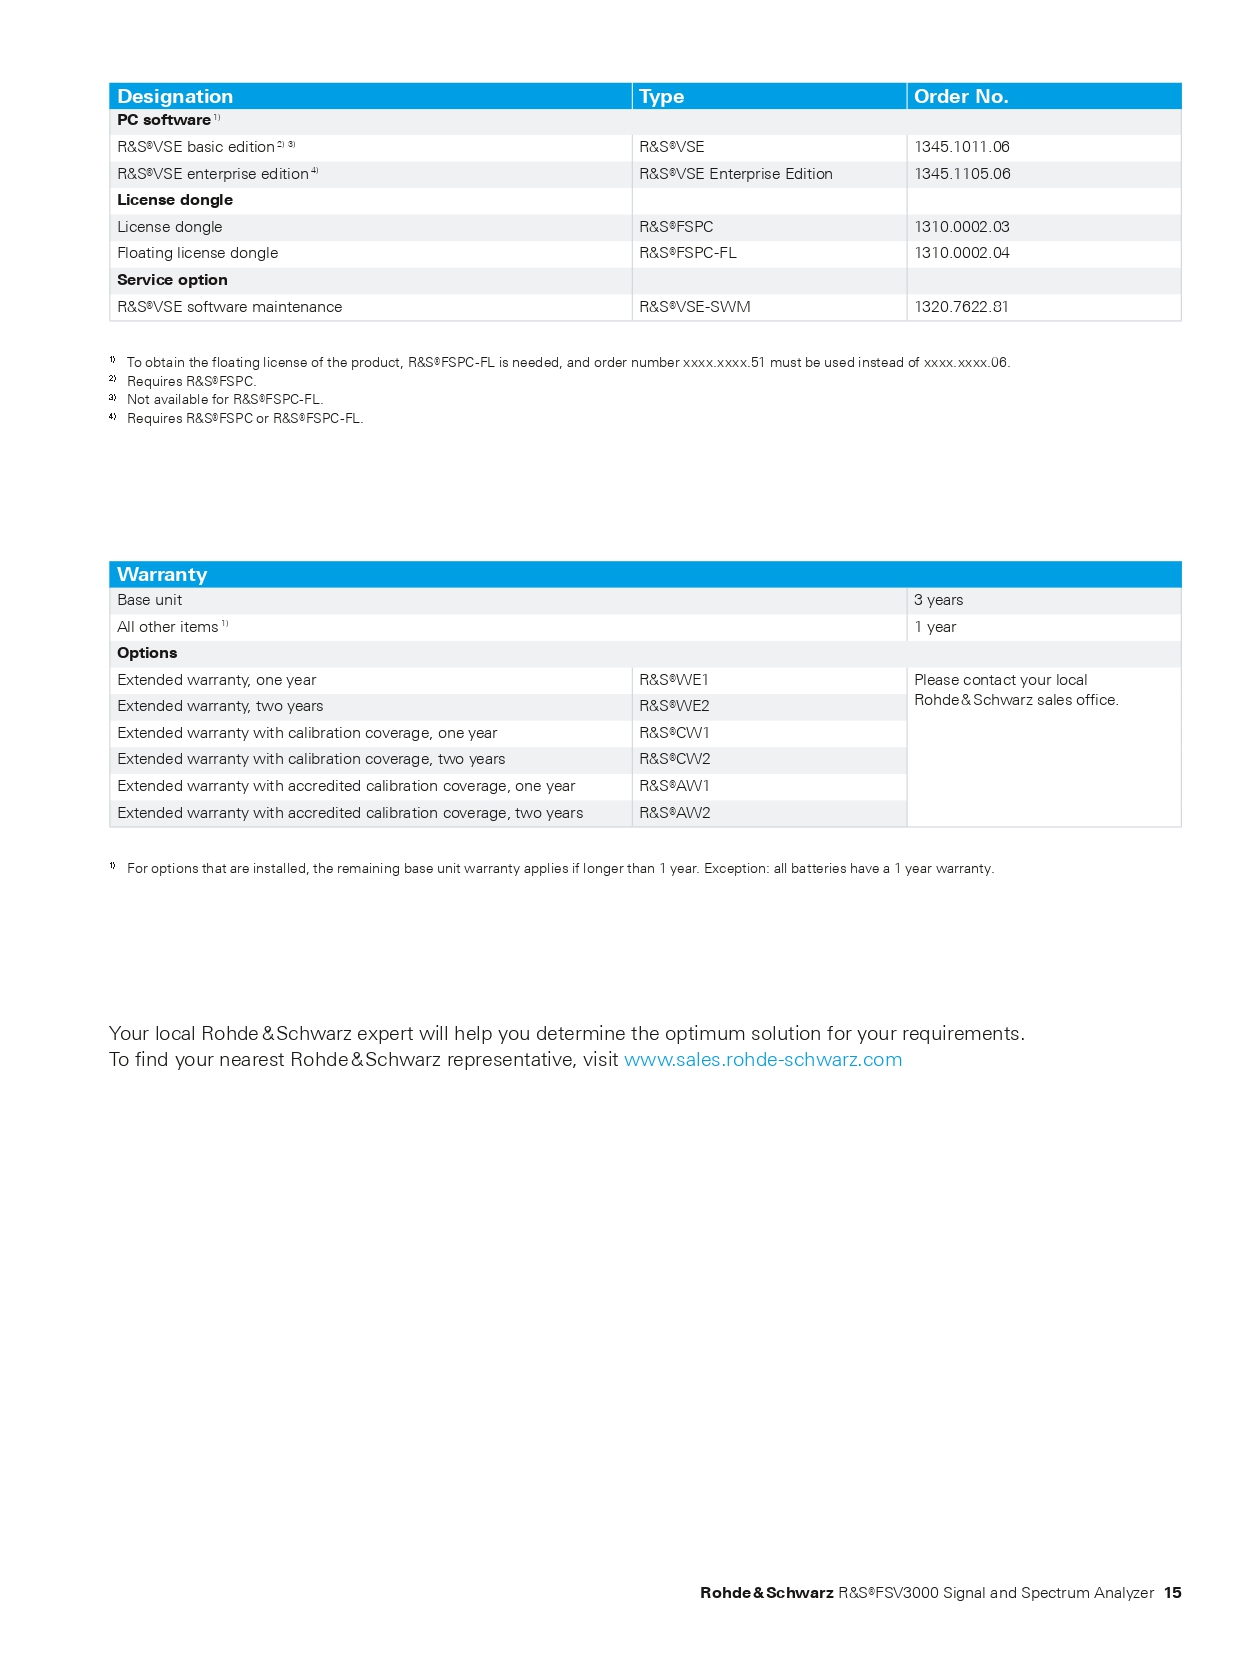 Designation Type Order No.
PC software 1)
R&S®VSE basic edition 2) 3) R&S®VSE 1345.1011.06
R&S®VSE enterprise edition 4) R&S®VSE Enterprise Edition 1345.1105.06
License dongle
License dongle R&S®FSPC 1310.0002.03
Floating license dongle R&S®FSPC-FL 1310.0002.04
Service option
R&S®VSE software maintenance R&S®VSE-SWM 1320.7622.81
1) To obtain the floating license of the product, R&S®FSPC-FL is needed, and order number xxxx.xxxx.51 must be used instead of xxxx.xxxx.06.
2) Requires R&S®FSPC.
3) Not available for R&S®FSPC-FL.
4) Requires R&S®FSPC or R&S®FSPC-FL.
Warranty
Base unit 3 years
All other items 1) 1 year
Options
Extended warranty, one year R&S®WE1 Please contact your local
Rohde & Schwarz sales office.
Extended warranty, two years R&S®WE2
Extended warranty with calibration coverage, one year R&S®CW1
Extended warranty with calibration coverage, two years R&S®CW2
Extended warranty with accredited calibration coverage, one year R&S®AW1
Extended warranty with accredited calibration coverage, two years R&S®AW2
1) For options that are installed, the remaining base unit warranty applies if longer than 1 year. Exception: all batteries have a 1 year warranty.
Your local Rohde & Schwarz expert will help you determine the optimum solution for your requirements.
To find your nearest Rohde & Schwarz representative, visit www.sales.rohde-schwarz.com
Rohde & Schwarz R&S®FSV3000 Signal and Spectrum Analyzer 15